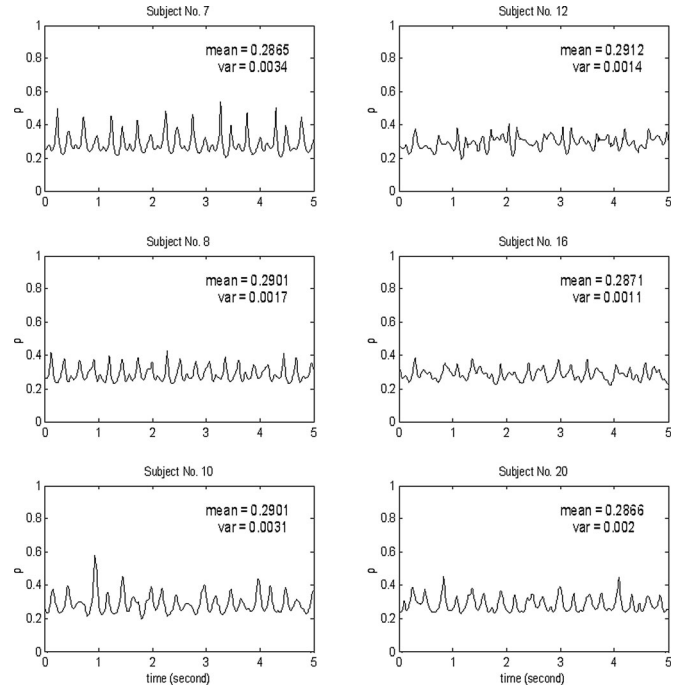 Subject No. 7
mean = 0.2865
var = 0.0034
1
0.8
0.6
0.4
0.2
0
ρ
0 1 2 3 4 5
Subject No. 12
mean = 0.2912
var = 0.0014
1
0.8
0.6
0.4
0.2
0
ρ
0 1 2 3 4 5
Subject No. 8
mean = 0.2901
var = 0.0017
1
0.8
0.6
0.4
0.2
0
ρ
0 1 2 3 4 5
Subject No. 16
mean = 0.2871
var = 0.0011
1
0.8
0.6
0.4
0.2
0
ρ
0 1 2 3 4 5
Subject No. 10
mean = 0.2901
var = 0.0031
1
0.8
0.6
0.4
0.2
0
ρ
0 1 2 3 4 5
time (second)
Subject No. 20
mean = 0.2866
var = 0.002
1
0.8
0.6
0.4
0.2
0
ρ
0 1 2 3 4 5
time (second)